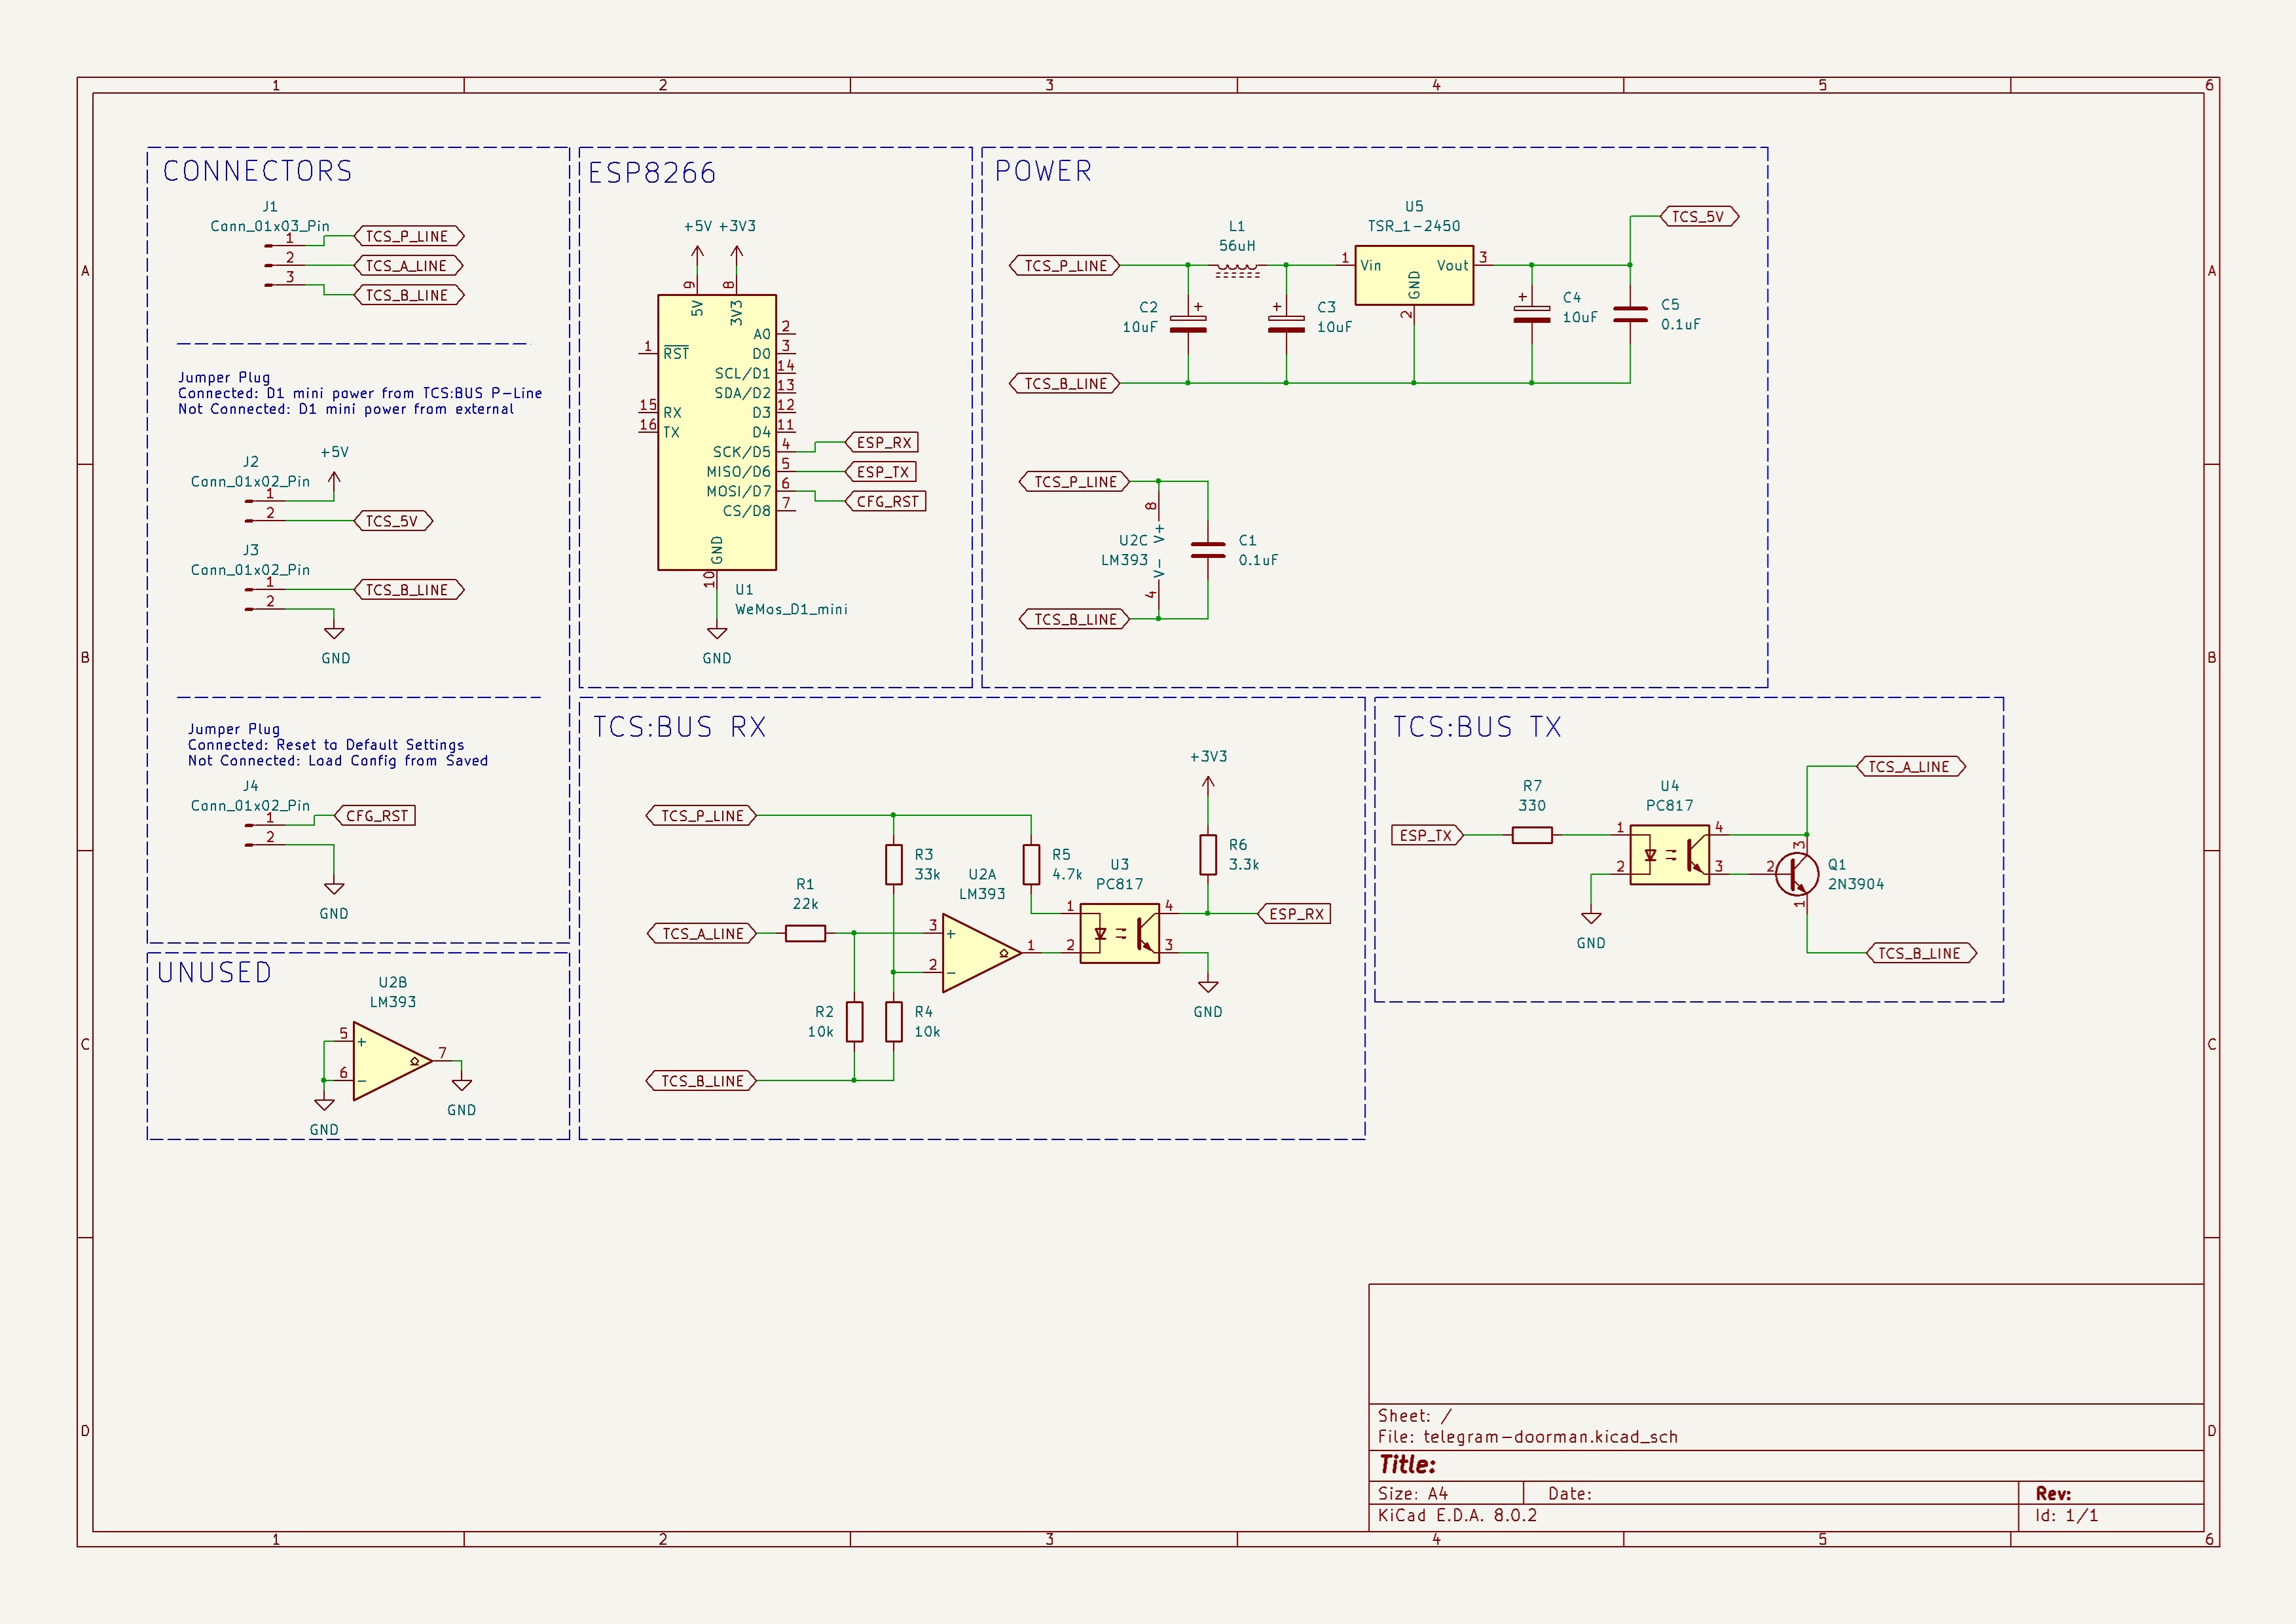 1 2 3 4 5 6
A
B
C
D
CONNECTORS
J1
Conn_01x03_Pin
1
TCS_P_LINE
2
TCS_A_LINE
3
TCS_B_LINE
Jumper Plug
Connected: D1 mini power from TCS:BUS P-Line
Not Connected: D1 mini power from external
+5V
J2
Conn_01x02_Pin
1
2
TCS_5V
J3
Conn_01x02_Pin
1
TCS_B_LINE
2
GND
Jumper Plug
Connected: Reset to Default Settings
Not Connected: Load Config from Saved
J4
Conn_01x02_Pin
1
CFG_RST
2
GND
UNUSED
U2B
LM393
5
+
7
6
-
GND
GND
ESP8266
+5V +3V3
9 8
5V 3V3
A0 2
1 RST D0 3
SCL/D1 14
SDA/D2 13
15 RX D3 12
16 TX D4 11
SCK/D5 4 ESP_RX
MISO/D6 5 ESP_TX
MOSI/D7 6 CFG_RST
CS/D8 7
GND
10
U1
WeMos_D1_mini
GND
POWER
U5
TSR_1-2450
TCS_5V
L1
56uH
TCS_P_LINE
1 Vin Vout 3
GND
2
+
C2
10uF
+
C3
10uF
+
C4
10uF
C5
0.1uF
TCS_B_LINE
TCS_P_LINE
8
V+
U2C
LM393
V-
4
C1
0.1uF
TCS_B_LINE
TCS:BUS RX
+3V3
TCS_P_LINE
R3
33k
R5
4.7k
R6
3.3k
U3
PC817
U2A
LM393
R1
22k
TCS_A_LINE
3
+
2
-
1
1
2
4
3
ESP_RX
GND
R2
10k
R4
10k
TCS_B_LINE
TCS:BUS TX
TCS_A_LINE
R7
330
U4
PC817
ESP_TX
1
2
4
3
GND
3
2
1
Q1
2N3904
TCS_B_LINE
Sheet: /
File: telegram-doorman.kicad_sch
Title:
Size: A4 Date: Rev:
KiCad E.D.A. 8.0.2 Id: 1/1
A
B
C
D
1 2 3 4 5 6